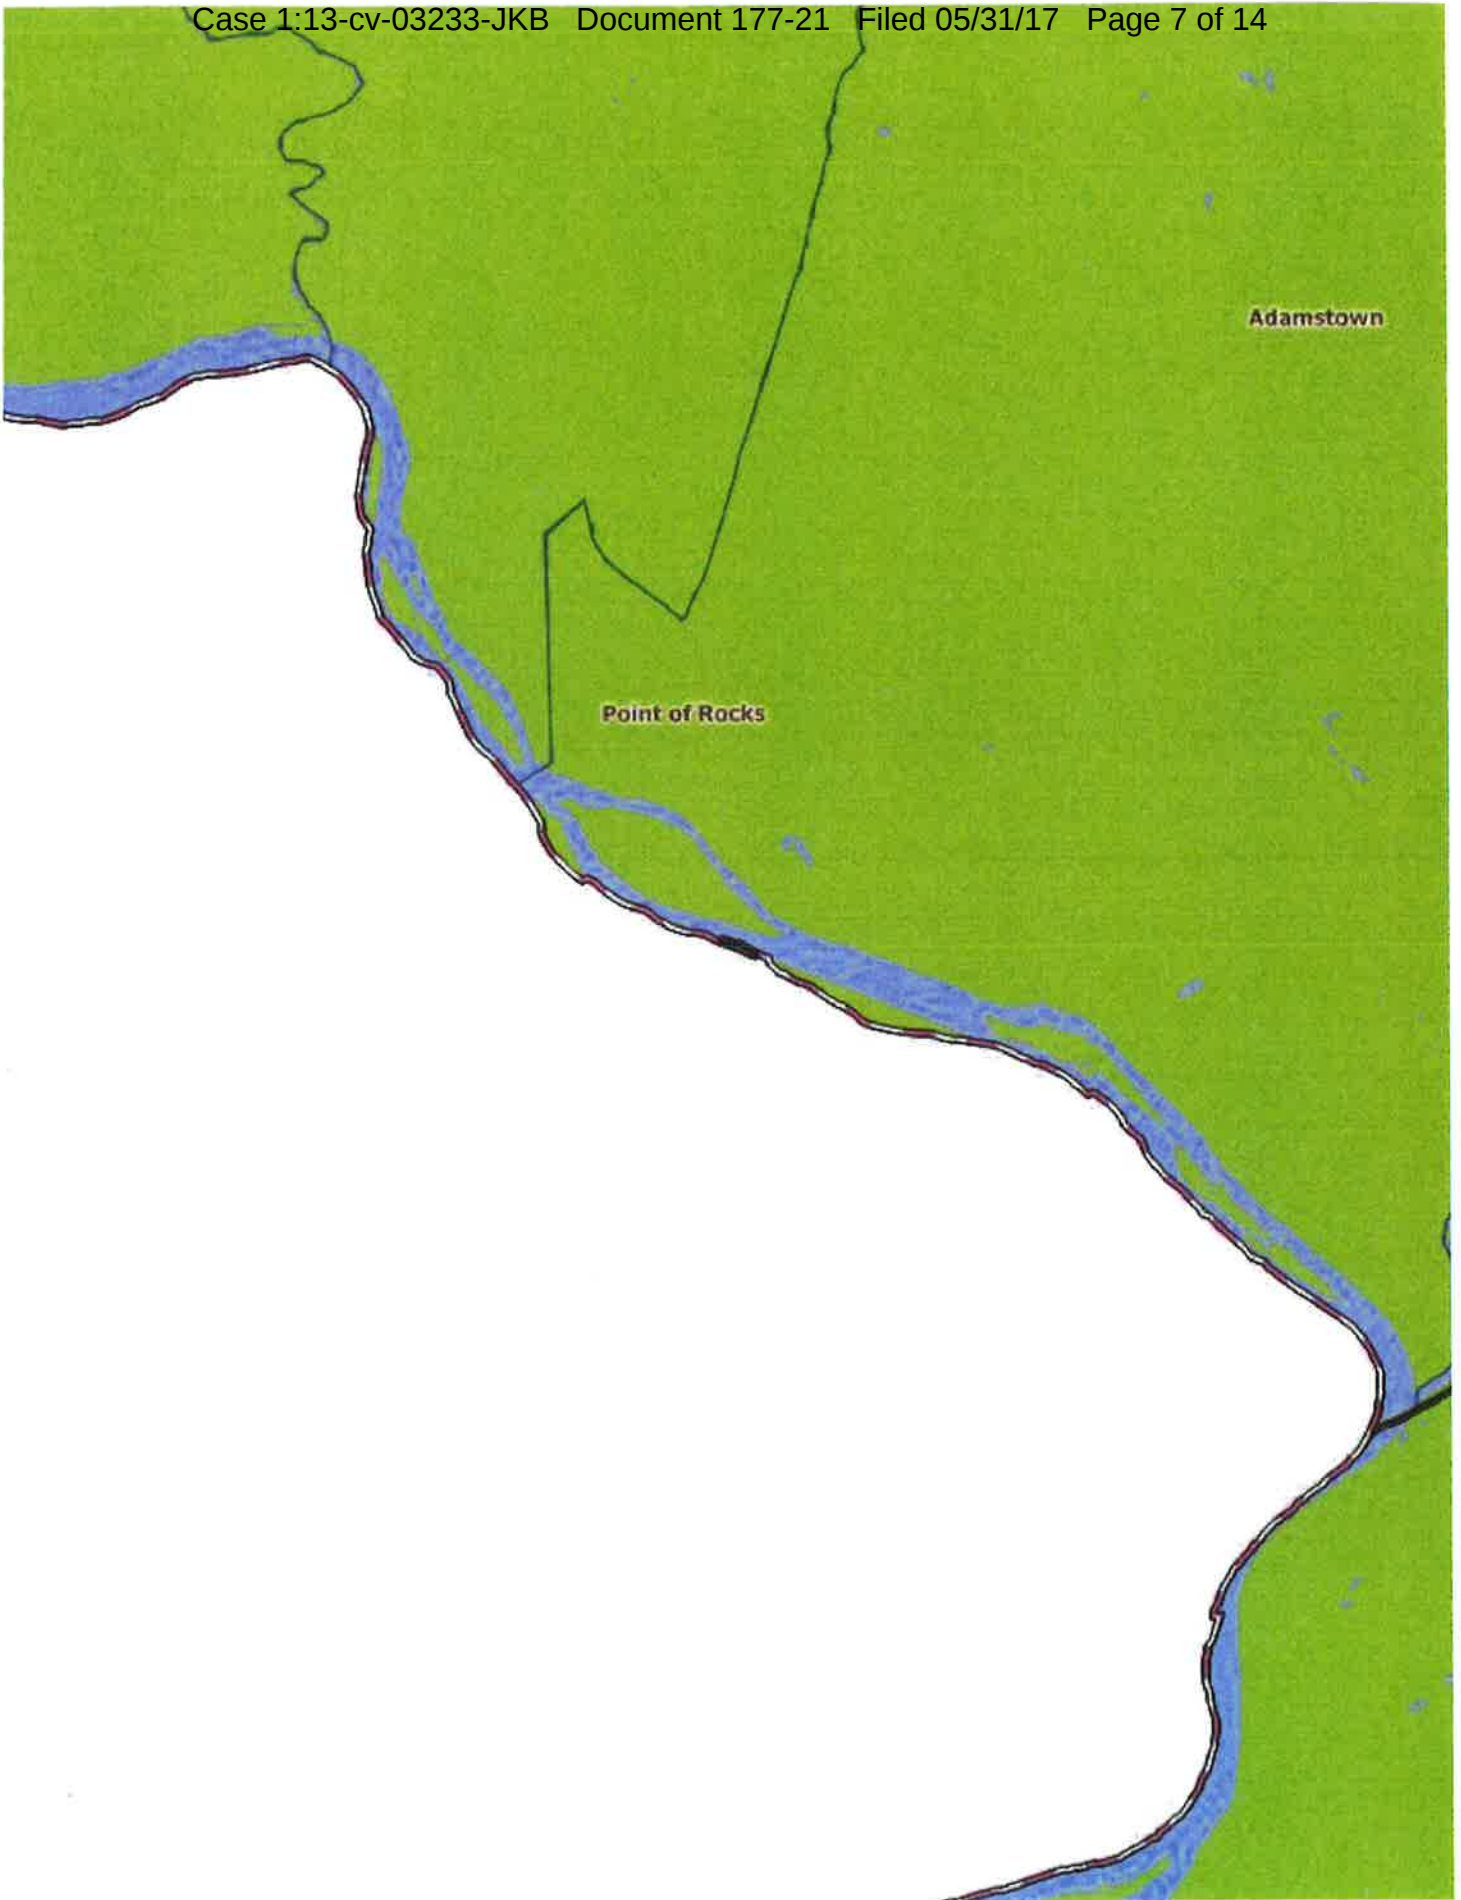 Case 1:13-cv-03233-JKB Document 177-21 Filed 05/31/17 Page 7 of 14
Adamstown
Point of Rocks